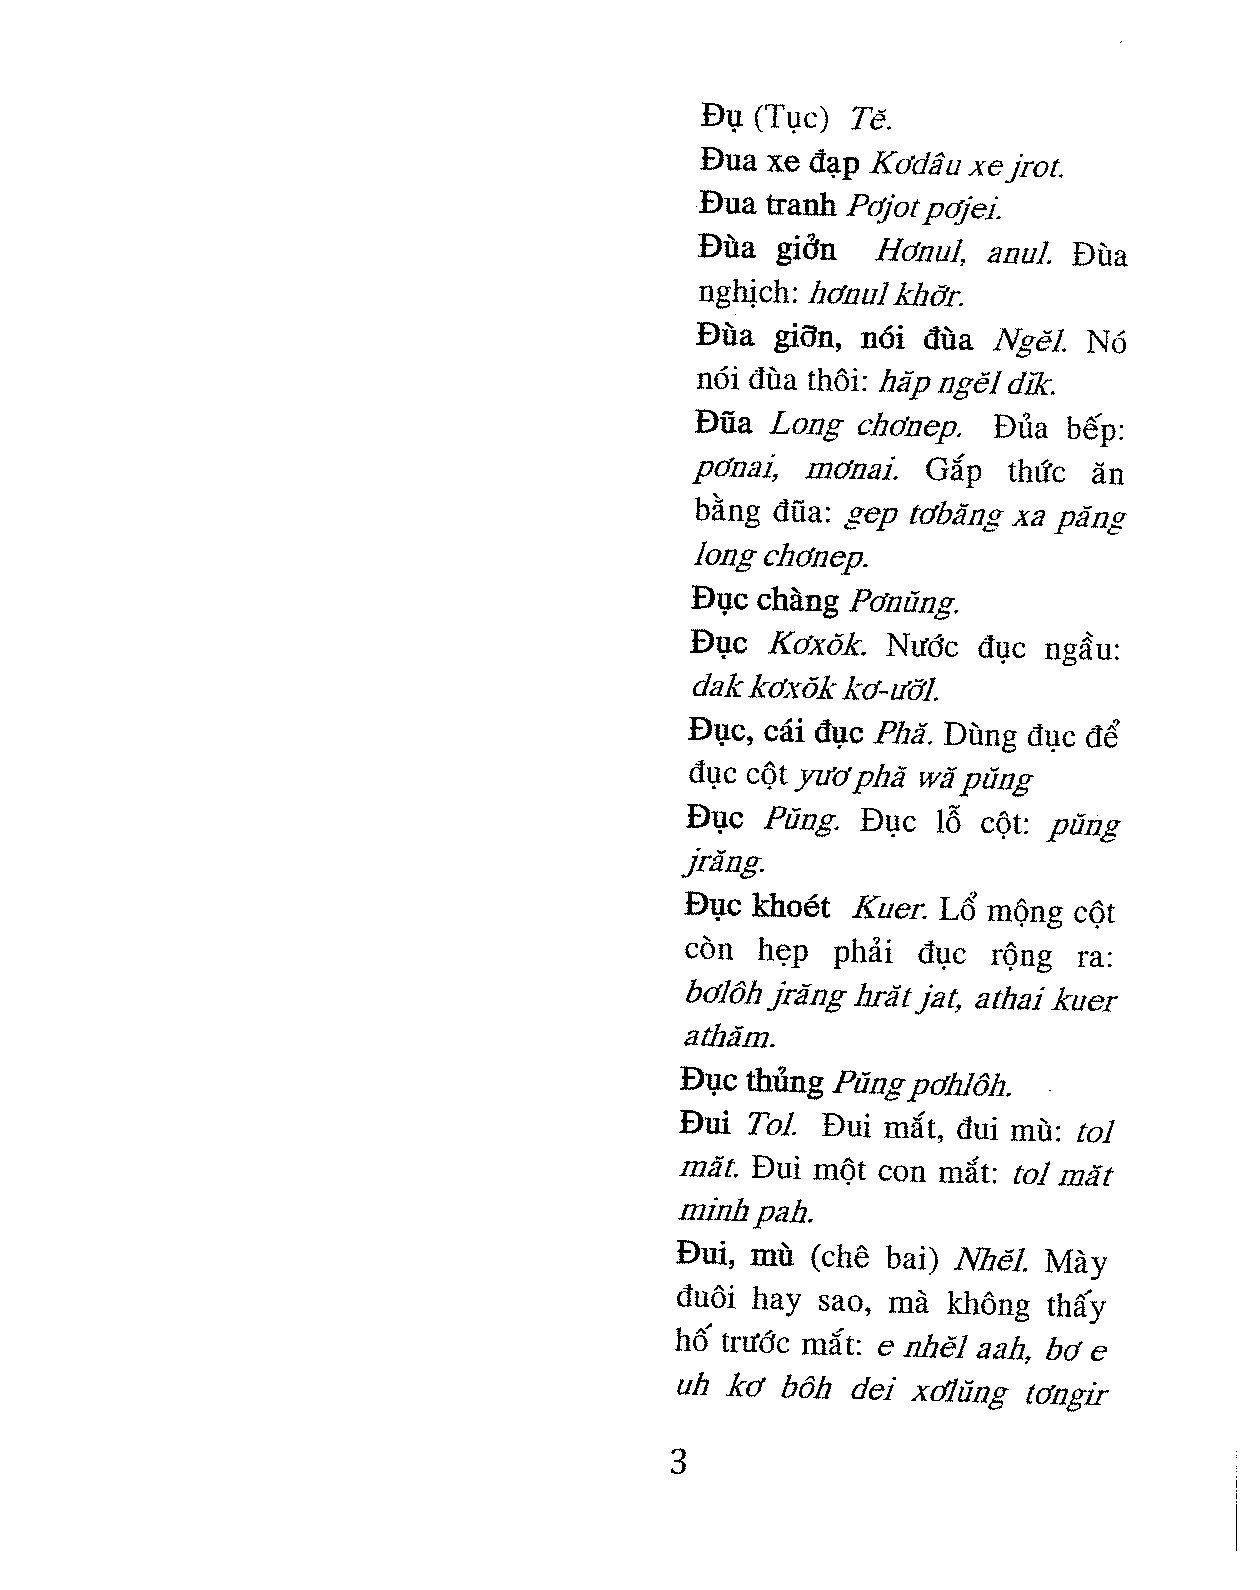 Đụ (Tục) Tĕ.
Đua xe đạp Kơdâu xe jrot.
Đua tranh Pơjot pơjei.
Đùa giởn Hơnul, anul. Đùa
nghịch: hơnul khơ̆r.
Đùa giỡn, nói đùa Ngĕl. Nó
nói đùa thôi: hăp ngĕl dĭk.
Đũa Long chơnep. Đủa bếp:
pơnai, mơnai. Gắp thức ăn
bằng đũa: gep tơbăng xa păng
long chơnep.
Đục chàng Pơnŭng.
Đục Kơxŏk. Nước đục ngầu:
dak kơxŏk kơ-ươ̆l.
Đục, cái đục Phă. Dùng đục để
đục cột yươ phă wă pŭng
Đục Pŭng. Đục lỗ cột: pŭng
jrăng.
Đục khoét Kuer. Lổ mộng cột
còn hẹp phải đục rộng ra:
bơlôh jrăng hrăt jat, athai kuer
athăm.
Đục thủng Pŭng pơhlôh.
Đui Tol. Đui mắt, đui mù: tol
măt. Đui một con mắt: tol măt
minh pah.
Đui, mù (chê bai) Nhĕl. Mày
đuôi hay sao, mà không thấy
hố trước mắt: e nhĕl aah, bơ e
uh kơ bôh dei xơlŭng tơngir
3